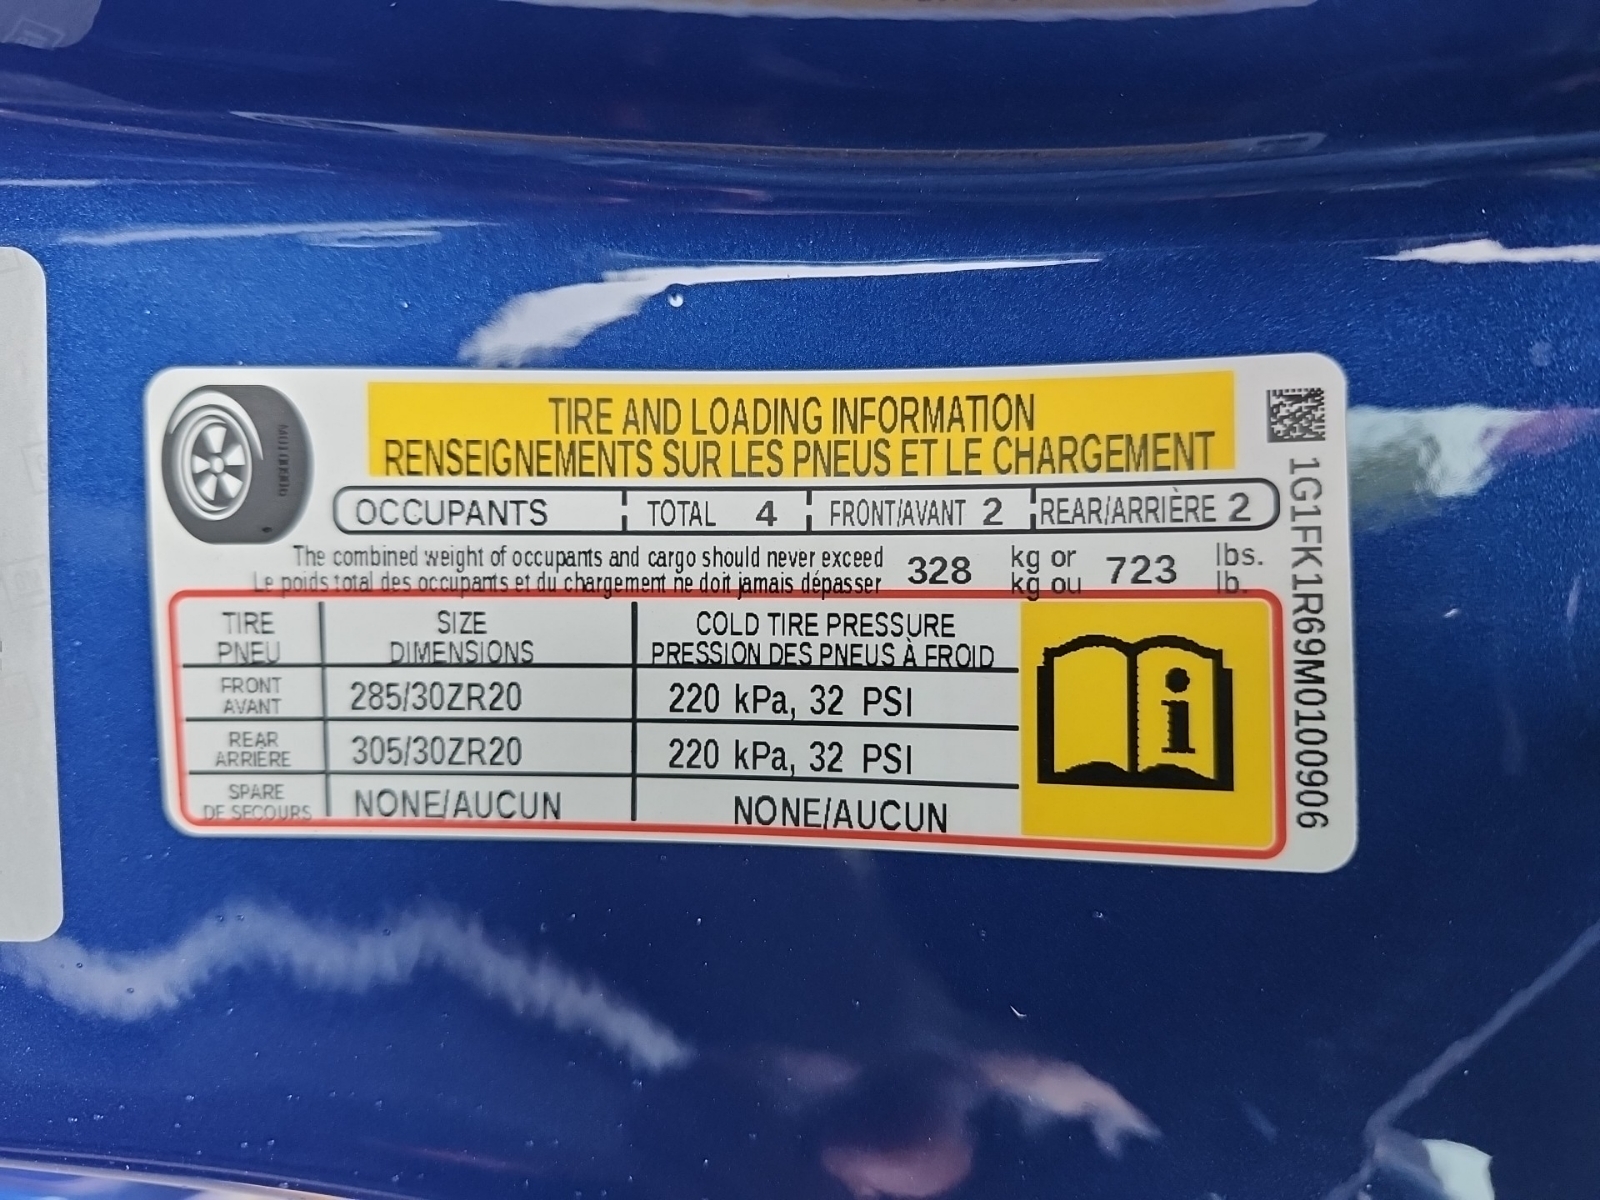 TIRE AND LOADING INFORMATION
RENSEIGNEMENTS SUR LES PNEUS ET LE CHARGEMENT
OCCUPANTS TOTAL 4 FRONT/AVANT 2 REAR/ARRIÈRE 2
The combined weight of occupants and cargo should never exceed 328 kg or 723 lbs.
Le poids total des occupants et du chargement ne doit jamais dépasser kg ou lb.
TIRE SIZE COLD TIRE PRESSURE
PNEU DIMENSIONS PRESSION DES PNEUS À FROID
FRONT
AVANT 285/30ZR20 220 kPa, 32 PSI
REAR
ARRIÈRE 305/30ZR20 220 kPa, 32 PSI
SPARE
DE SECOURS NONE/AUCUN NONE/AUCUN
1G1FK1R69M0100906